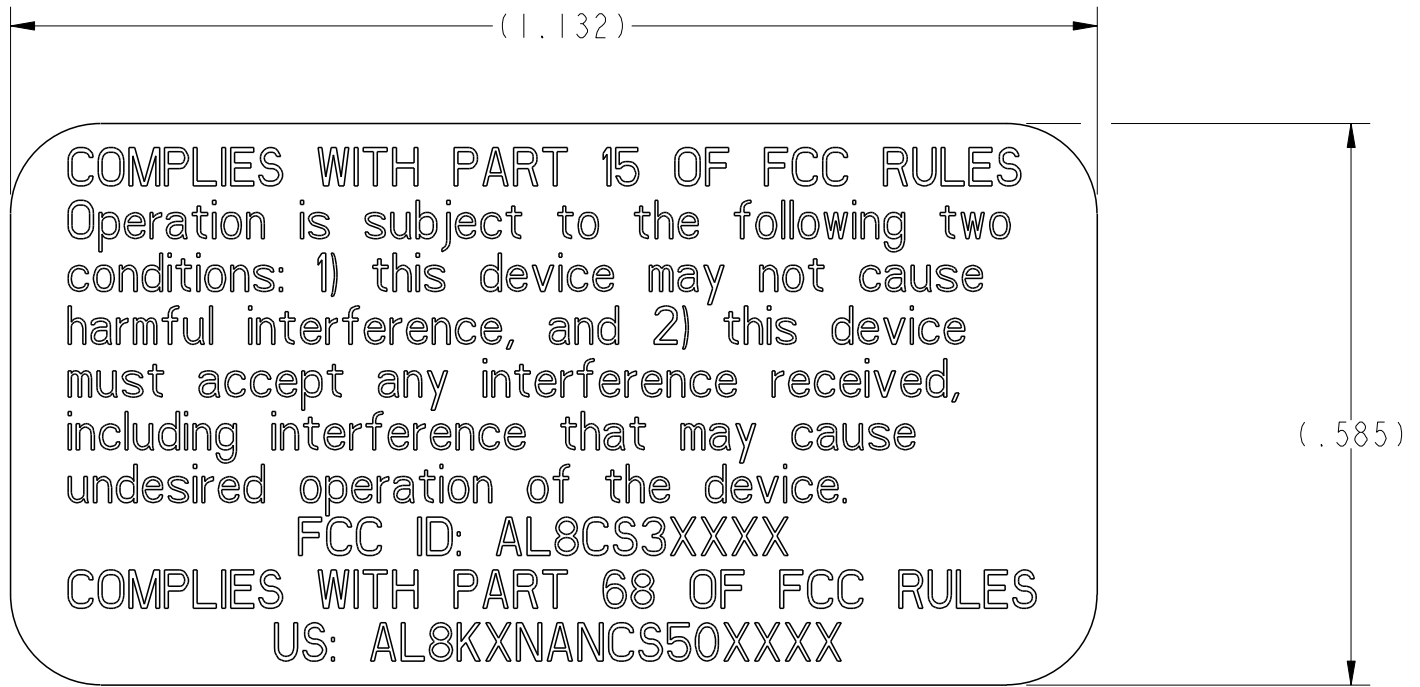 (1.132)
COMPLIES WITH PART 15 OF FCC RULES
Operation is subject to the following two
conditions: 1) this device may not cause
harmful interference, and 2) this device
must accept any interference received,
including interference that may cause
(.585)
undesired operation of the device.
FCC ID: AL8CS3XXXX
COMPLIES WITH PART 68 OF FCC RULES
US: AL8KXNANCS50XXXX